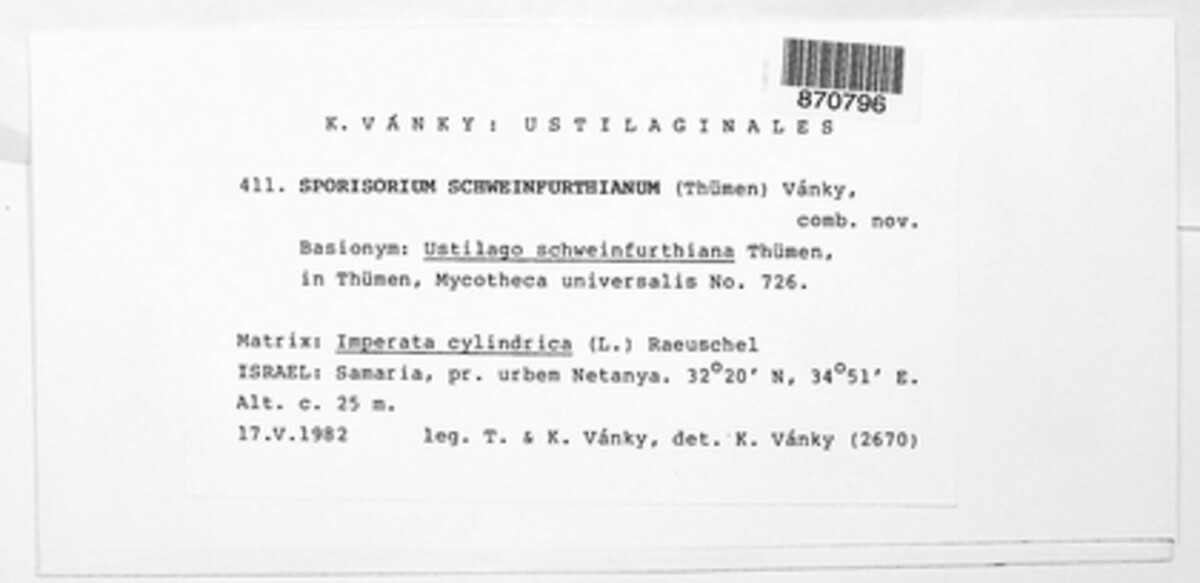 870796
K. VÁNKY: USTILAGINALES
411. SPORISORIUM SCHWEINFURTHIANUM (Thümen) Vánky,
comb. nov.
Basionym: Ustilago schweinfurthiana Thümen,
in Thümen, Mycotheca universalis No. 726.
Matrix: Imperata cylindrica (L.) Raeuschel
ISRAEL: Samaria, pr. urbem Netanya. 32°20' N, 34°51' E.
Alt. c. 25 m.
17.V.1982 leg. T. & K. Vánky, det. K. Vánky (2670)